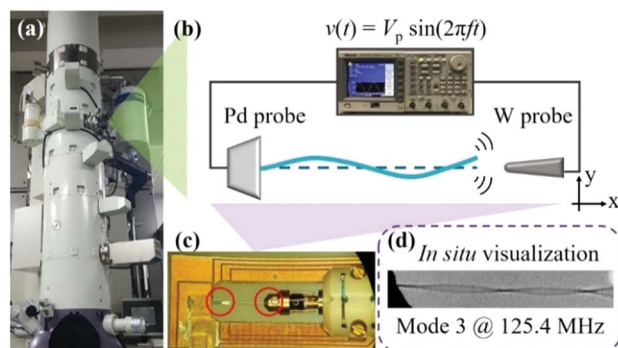 (a)
(b)
v(t) = Vp sin(2πft)
Pd probe
W probe
y
x
(c)
(d)
In situ visualization
Mode 3 @ 125.4 MHz